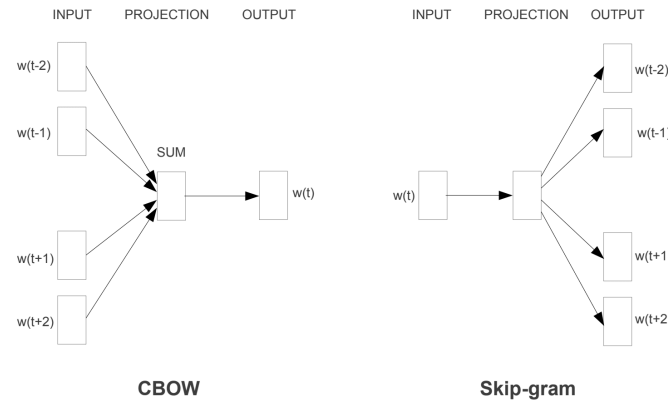 INPUT PROJECTION OUTPUT
w(t-2)
w(t-1)
SUM
w(t)
w(t+1)
w(t+2)
CBOW
INPUT PROJECTION OUTPUT
w(t-2)
w(t-1)
w(t)
w(t+1
w(t+2
Skip-gram